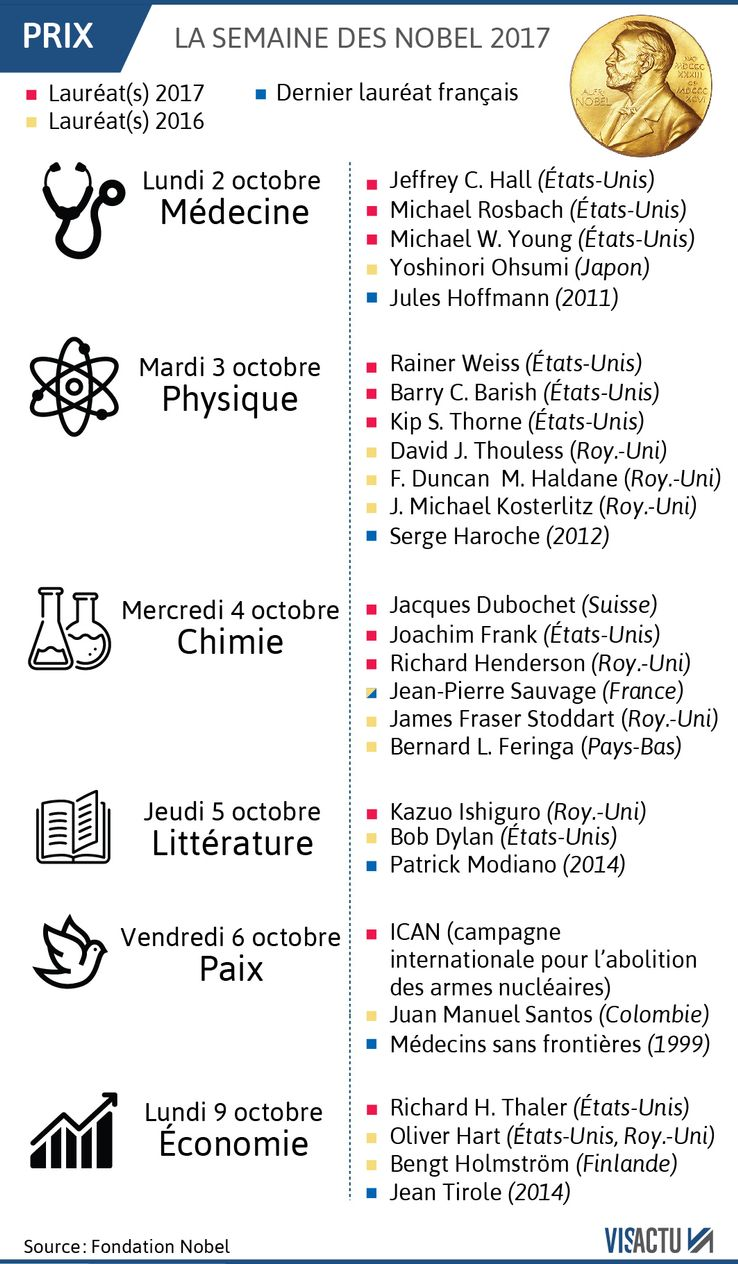 PRIX
LA SEMAINE DES NOBEL 2017
Lauréat(s) 2017
Dernier lauréat français
Lauréat(s) 2016
ALFR.
NOBEL
NAT.
MDCCC
XXXIII
OB.
MDCCC
XCVI
Lundi 2 octobre
Médecine
Jeffrey C. Hall (États-Unis)
Michael Rosbach (États-Unis)
Michael W. Young (États-Unis)
Yoshinori Ohsumi (Japon)
Jules Hoffmann (2011)
Mardi 3 octobre
Physique
Rainer Weiss (États-Unis)
Barry C. Barish (États-Unis)
Kip S. Thorne (États-Unis)
David J. Thouless (Roy.-Uni)
F. Duncan M. Haldane (Roy.-Uni)
J. Michael Kosterlitz (Roy.-Uni)
Serge Haroche (2012)
Mercredi 4 octobre
Chimie
Jacques Dubochet (Suisse)
Joachim Frank (États-Unis)
Richard Henderson (Roy.-Uni)
Jean-Pierre Sauvage (France)
James Fraser Stoddart (Roy.-Uni)
Bernard L. Feringa (Pays-Bas)
Jeudi 5 octobre
Littérature
Kazuo Ishiguro (Roy.-Uni)
Bob Dylan (États-Unis)
Patrick Modiano (2014)
Vendredi 6 octobre
Paix
ICAN (campagne
internationale pour l’abolition
des armes nucléaires)
Juan Manuel Santos (Colombie)
Médecins sans frontières (1999)
Lundi 9 octobre
Économie
Richard H. Thaler (États-Unis)
Oliver Hart (États-Unis, Roy.-Uni)
Bengt Holmström (Finlande)
Jean Tirole (2014)
Source : Fondation Nobel
VISACTU